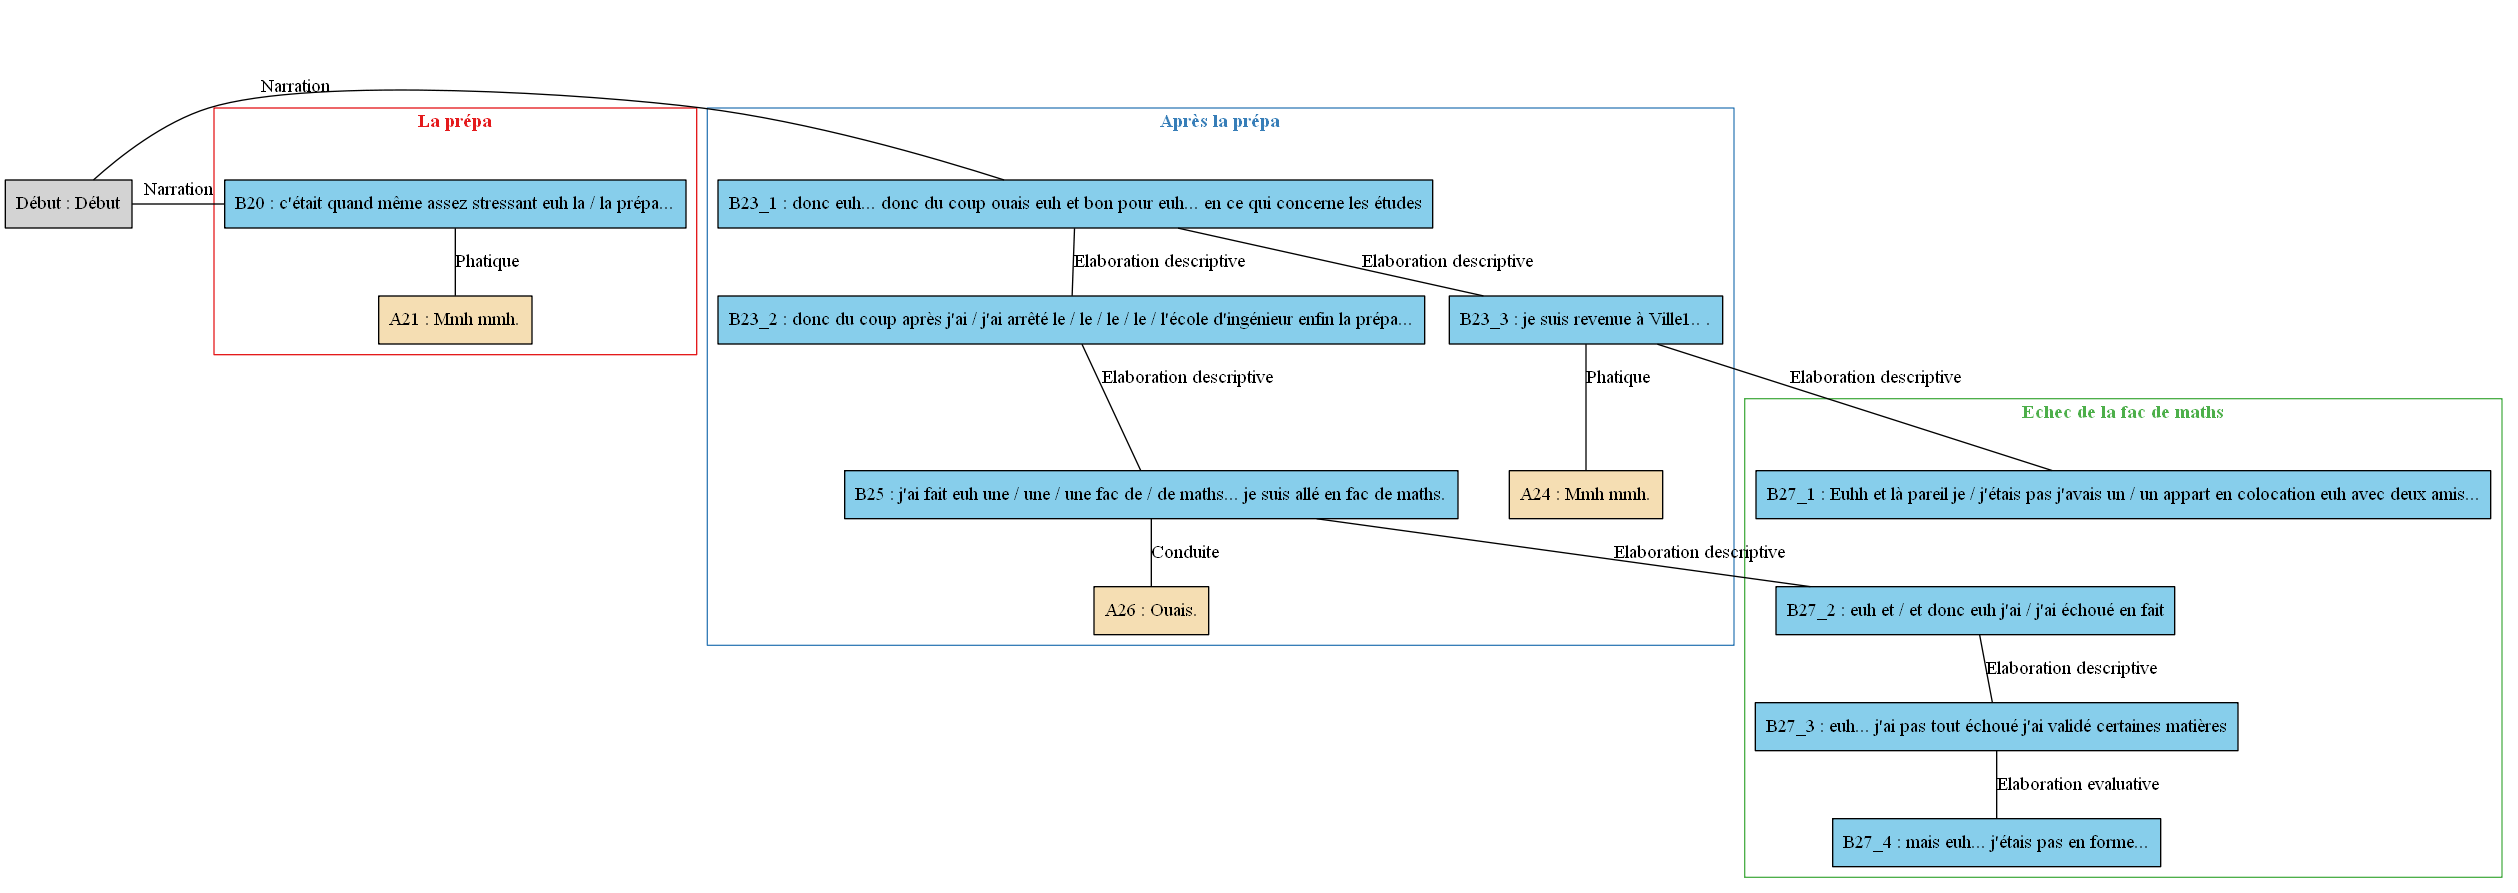 Narration
La prépa
Après la prépa
Début : Début
Narration
B20 : c'était quand même assez stressant euh la / la prépa...
B23_1 : donc euh... donc du coup ouais euh et bon pour euh... en ce qui concerne les études
Phatique
Elaboration descriptive
Elaboration descriptive
A21 : Mmh mmh.
B23_2 : donc du coup après j'ai / j'ai arrêté le / le / le / le / l'école d'ingénieur enfin la prépa...
B23_3 : je suis revenue à Ville1.. .
Elaboration descriptive
Phatique
Elaboration descriptive
Echec de la fac de maths
B25 : j'ai fait euh une / une / une fac de / de maths... je suis allé en fac de maths.
A24 : Mmh mmh.
B27_1 : Euhh et là pareil je / j'étais pas j'avais un / un appart en colocation euh avec deux amis...
Conduite
Elaboration descriptive
A26 : Ouais.
B27_2 : euh et / et donc euh j'ai / j'ai échoué en fait
Elaboration descriptive
B27_3 : euh... j'ai pas tout échoué j'ai validé certaines matières
Elaboration evaluative
B27_4 : mais euh... j'étais pas en forme...